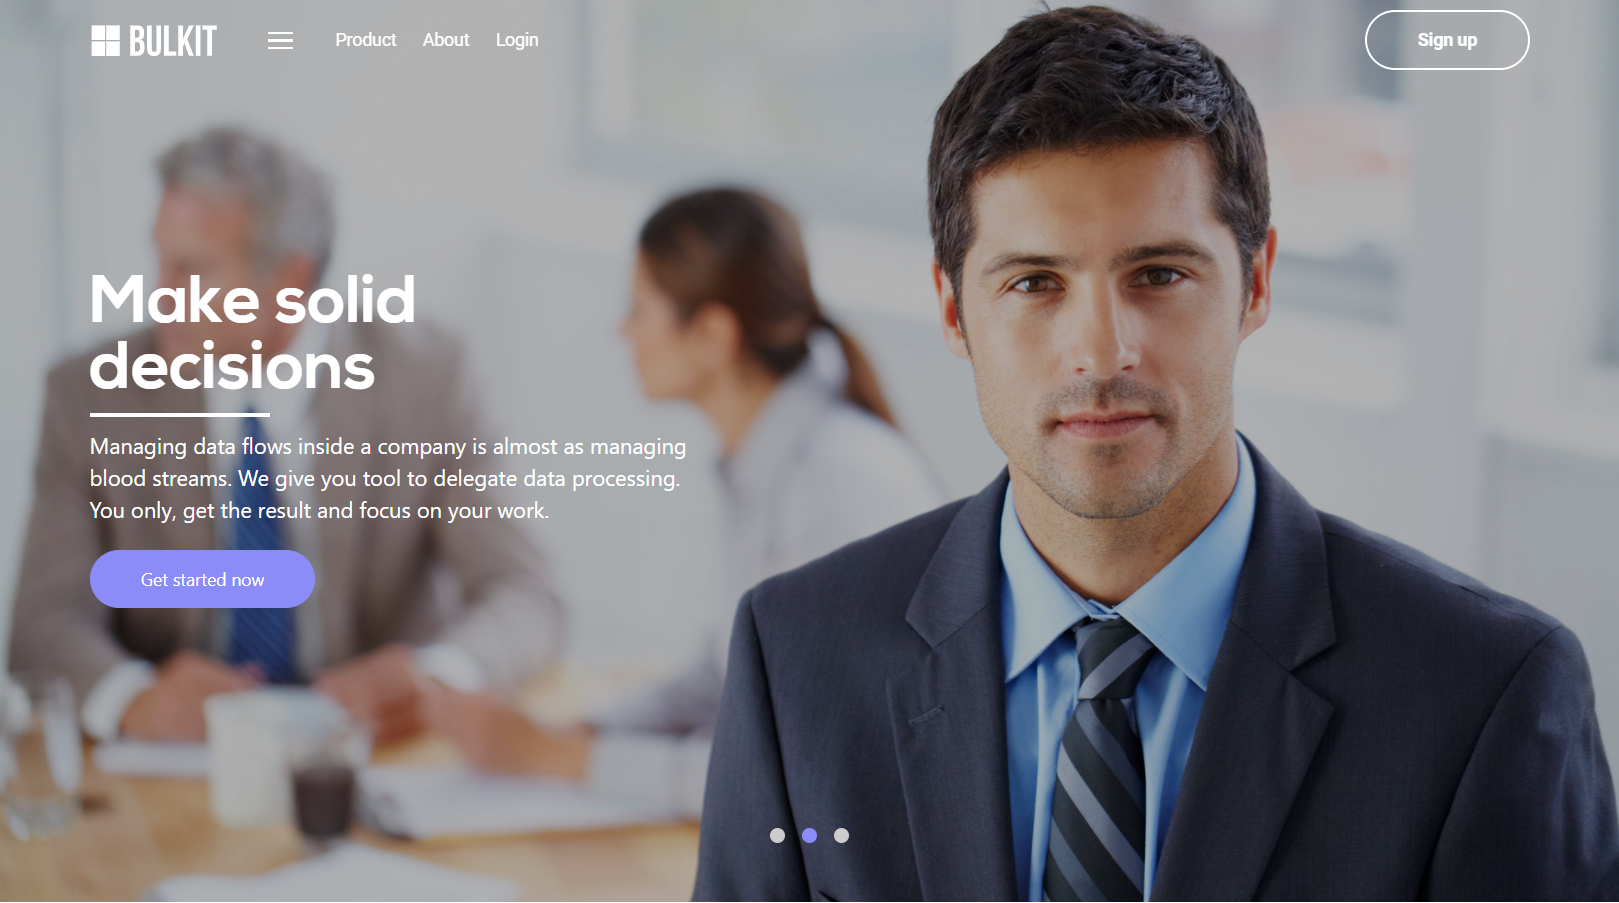 BULKIT
Product About Login
Sign up
Make solid
decisions
Managing data flows inside a company is almost as managing
blood streams. We give you tool to delegate data processing.
You only, get the result and focus on your work.
Get started now